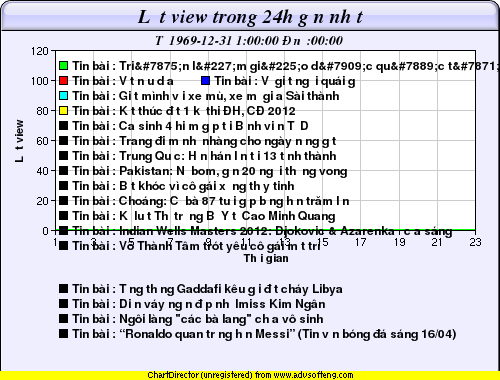 L t view trong 24h g n nh t
T 1969-12-31 1:00:00 Đ n :00:00
120
100
80
60
40
20
0
L t view
Tin bài : Tri&#7875;n l&#227;m gi&#225;o d&#7909;c qu&#7889;c t&#7871;
Tin bài : V t n u d a
Tin bài : V gi t ng i quái g
Tin bài : Gi t mình v i xe mù, xe m gi a Sài thành
Tin bài : K t thúc đ t 1 k thi ĐH, CĐ 2012
Tin bài : Ca sinh 4 hi m g p t i B nh vi n T D
Tin bài : Trang đi m nh nhàng cho ngày n ng g t
Tin bài : Trung Qu c: H n hán l n t i 13 t nh thành
Tin bài : Pakistan: N bom, g n 20 ng i th ng vong
Tin bài : B t khóc vì cô gái x ng th y tinh
Tin bài : Choáng: C bà 87 tu i g p b ng h n trăm l n
Tin bài : K lu t Th tr ng B Y t Cao Minh Quang
Tin bài : Indian Wells Masters 2012: Djokovic & Azarenka r c a sáng
Tin bài : Võ Thành Tâm trót yêu cô gái l n t ri
1 3 5 7 9 11 13 15 17 19 21 23
Th i gian
Tin bài : T ng th ng Gaddafi kêu g i đ t cháy Libya
Tin bài : Di n váy ng n đ p nh Imiss Kim Ngân
Tin bài : Ngôi làng "các bà lang" ch a vô sinh
Tin bài : “Ronaldo quan tr ng h n Messi” (Tin v n bóng đá sáng 16/04)
ChartDirector (unregistered) from www.advsofteng.com